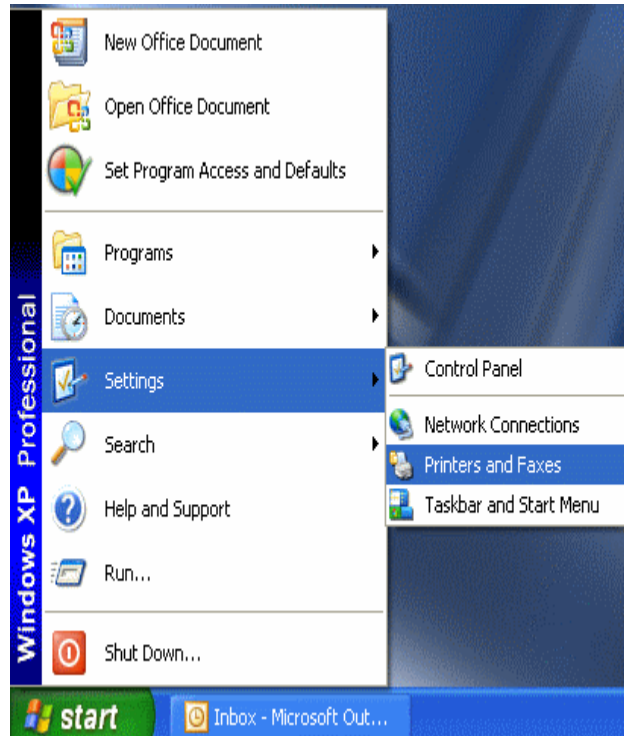 New Office Document
Open Office Document
Set Program Access and Defaults
Programs
Documents
Settings
Search
Help and Support
Run...
Shut Down...
Control Panel
Network Connections
Printers and Faxes
Taskbar and Start Menu
Windows XP Professional
start
Inbox - Microsoft Out...